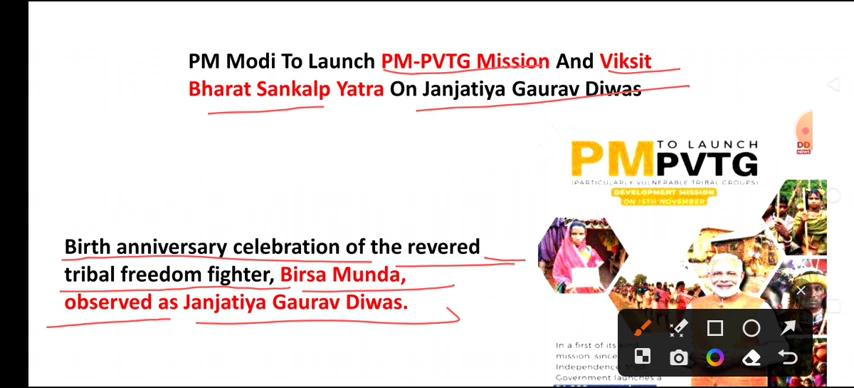 PM Modi To Launch PM-PVTG Mission And Viksit
Bharat Sankalp Yatra On Janjatiya Gaurav Diwas
DD
NEWS
PM TO LAUNCH
PVTG
(PARTICULARLY VULNERABLE TRIBAL GROUPS)
DEVELOPMENT MISSION
ON 15TH NOVEMBER
Birth anniversary celebration of the revered
tribal freedom fighter, Birsa Munda,
observed as Janjatiya Gaurav Diwas.
In a first of its
mission since
Independence
Government launches a